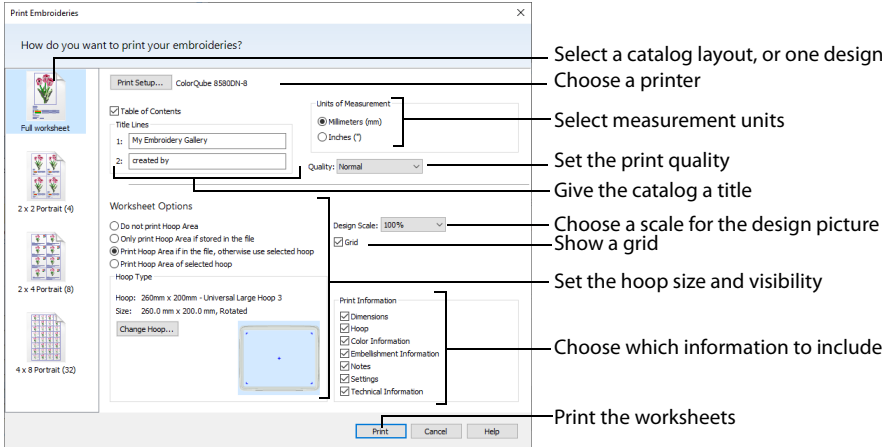 Print Embroideries
How do you want to print your embroideries?
Full worksheet
2 x 2 Portrait (4)
2 x 4 Portrait (8)
4 x 8 Portrait (32)
Print Setup... ColorQube 8580DN-8
Table of Contents
Title Lines
1: My Embroidery Gallery
2: created by
Units of Measurement
Millimeters (mm)
Inches (")
Quality: Normal
Worksheet Options
Do not print Hoop Area
Only print Hoop Area if stored in the file
Print Hoop Area if in the file, otherwise use selected hoop
Print Hoop Area of selected hoop
Hoop Type
Hoop: 260mm x 200mm - Universal Large Hoop 3
Size: 260.0 mm x 200.0 mm, Rotated
Change Hoop...
Design Scale: 100%
Grid
Print Information
Dimensions
Hoop
Color Information
Embellishment Information
Notes
Settings
Technical Information
Print Cancel Help
Select a catalog layout, or one design
Choose a printer
Select measurement units
Set the print quality
Give the catalog a title
Choose a scale for the design picture
Show a grid
Set the hoop size and visibility
Choose which information to include
Print the worksheets